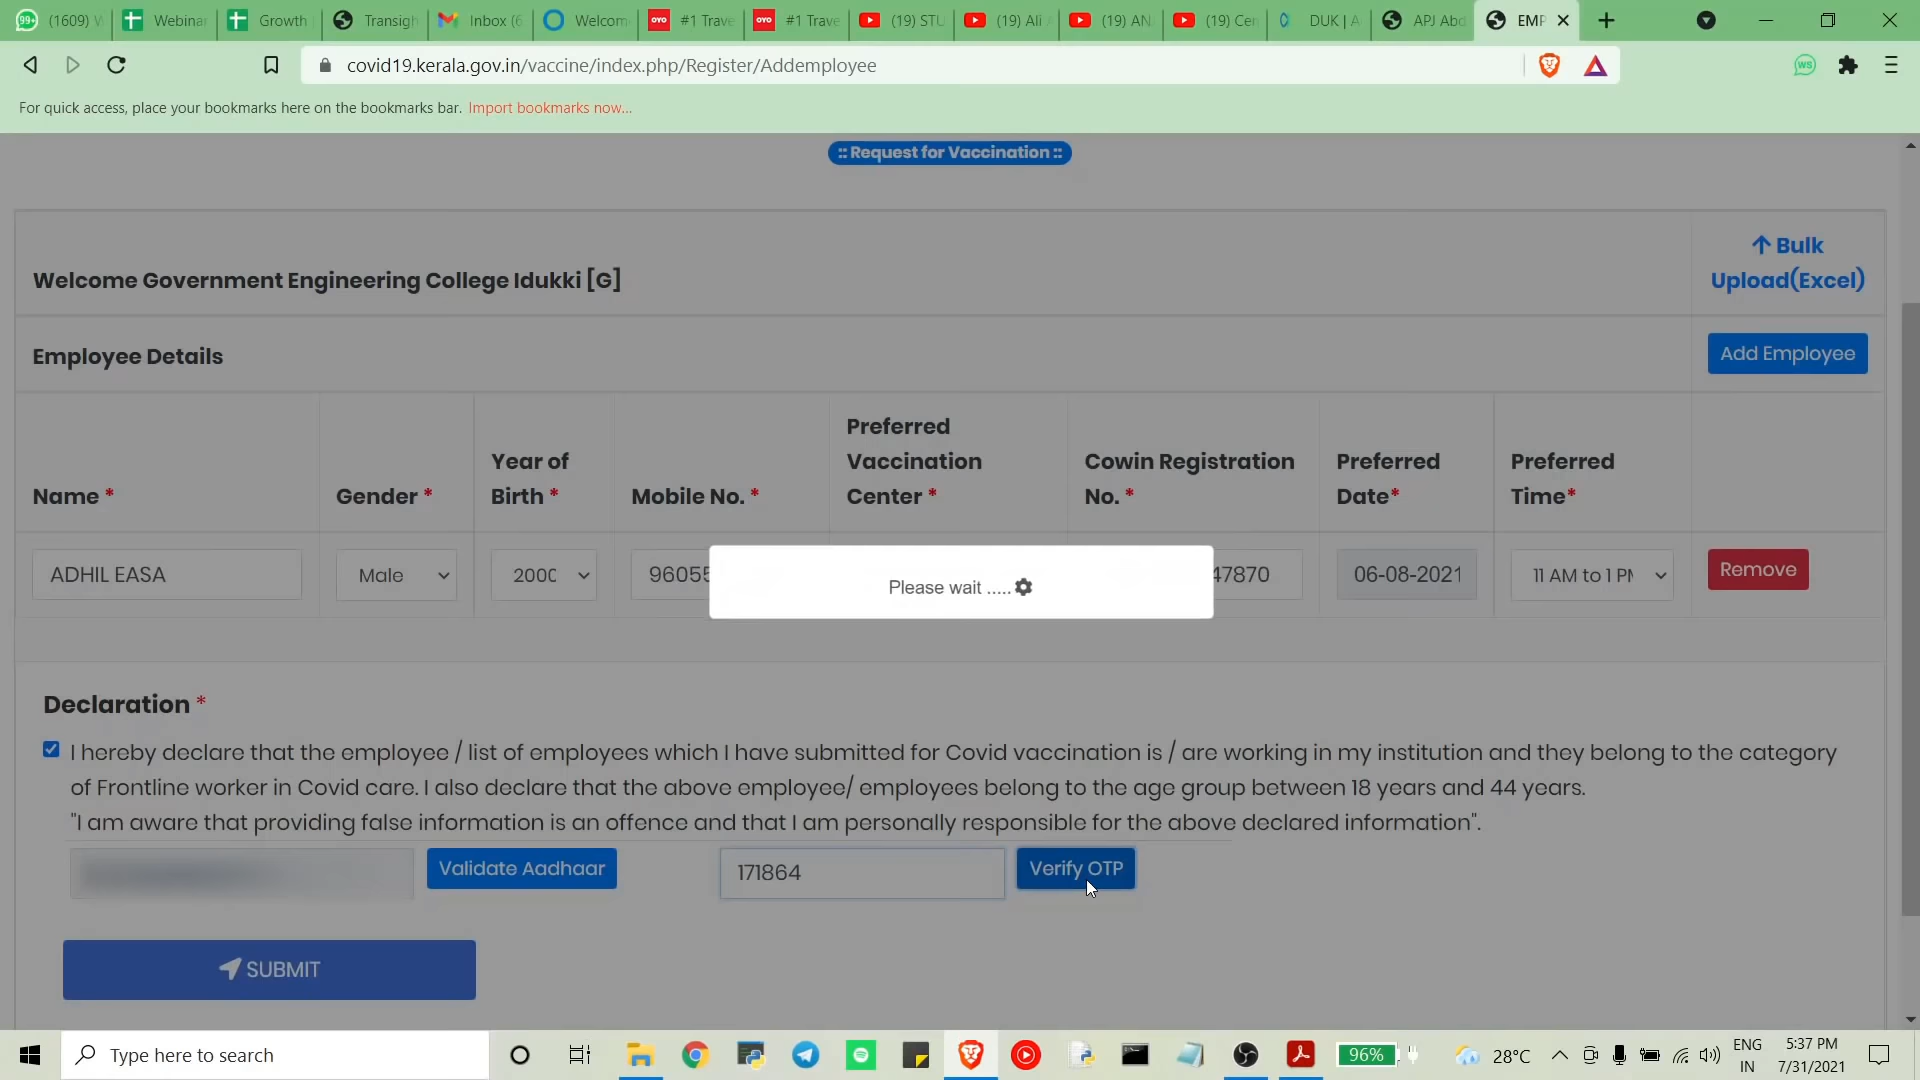 (1609) W
Webinar
Growth
Transigh
Inbox (6
Welcom
#1 Trave
#1 Trave
(19) STU
(19) Ali
(19) AN
(19) Cer
DUK | A
APJ Abd
EMP
covid19.kerala.gov.in/vaccine/index.php/Register/Addemployee
For quick access, place your bookmarks here on the bookmarks bar. Import bookmarks now...
:: Request for Vaccination ::
Welcome Government Engineering College Idukki [G]
Bulk
Upload(Excel)
Employee Details
Add Employee
Name *
Gender *
Year of
Birth *
Mobile No. *
Preferred
Vaccination
Center *
Cowin Registration
No. *
Preferred
Date*
Preferred
Time*
ADHIL EASA
Male
2000
9605
47870
06-08-2021
11 AM to 1 PM
Remove
Please wait .....
Declaration *
I hereby declare that the employee / list of employees which I have submitted for Covid vaccination is / are working in my institution and they belong to the category
of Frontline worker in Covid care. I also declare that the above employee/ employees belong to the age group between 18 years and 44 years.
"I am aware that providing false information is an offence and that I am personally responsible for the above declared information".
Validate Aadhaar
171864
Verify OTP
SUBMIT
Type here to search
96%
28°C
ENG
IN
5:37 PM
7/31/2021